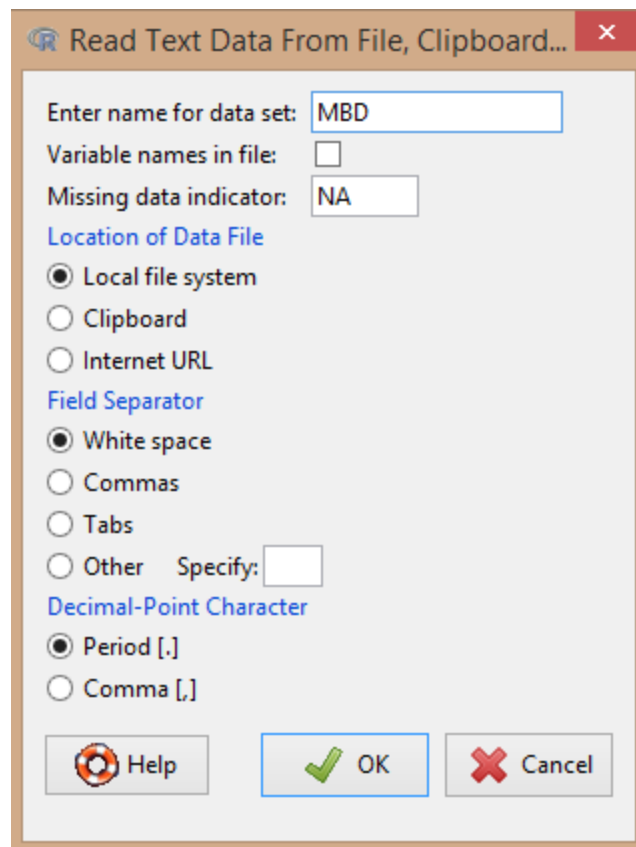 Read Text Data From File, Clipboard...
Enter name for data set: MBD
Variable names in file:
Missing data indicator: NA
Location of Data File
Local file system
Clipboard
Internet URL
Field Separator
White space
Commas
Tabs
Other Specify:
Decimal-Point Character
Period [.]
Comma [,]
Help OK Cancel